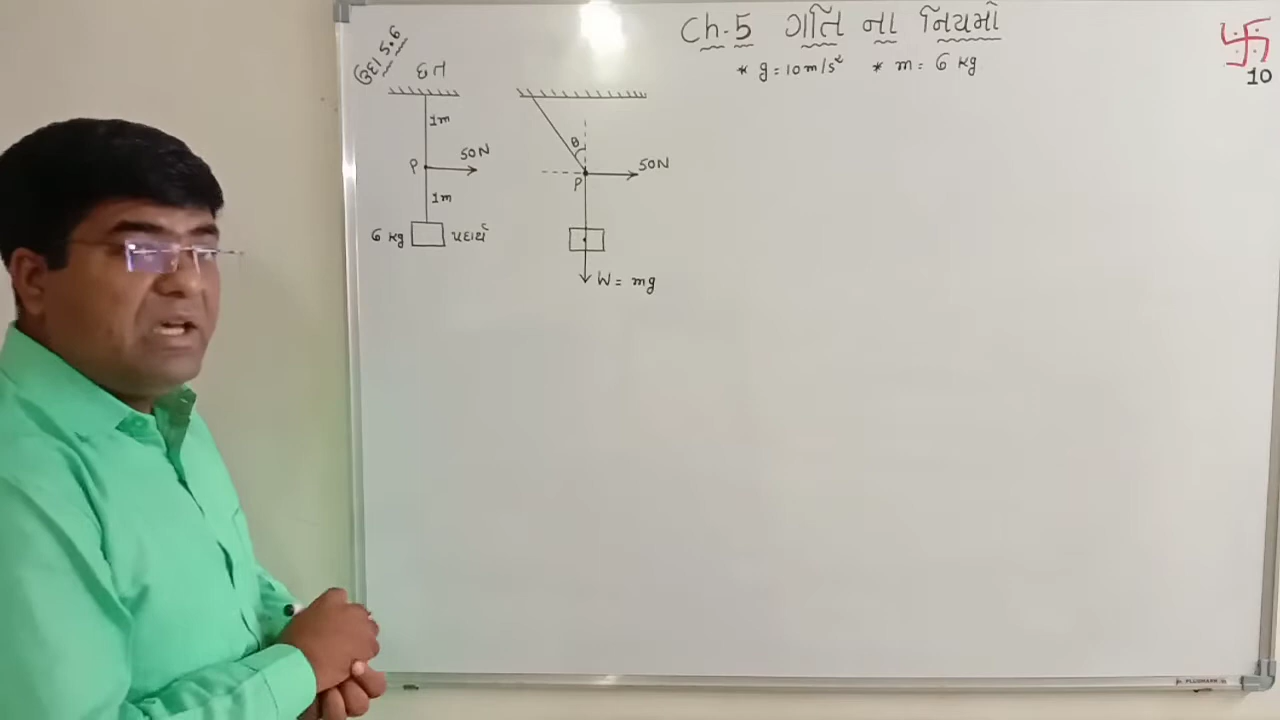 Ch.5 ગતિ ના નિયમો
* g = 10 m/s² * m = 6 kg
10
ઉદા 5.6
છત
1m
P
50N
1m
6 kg
પદાર્થ
θ
50N
P
W = mg